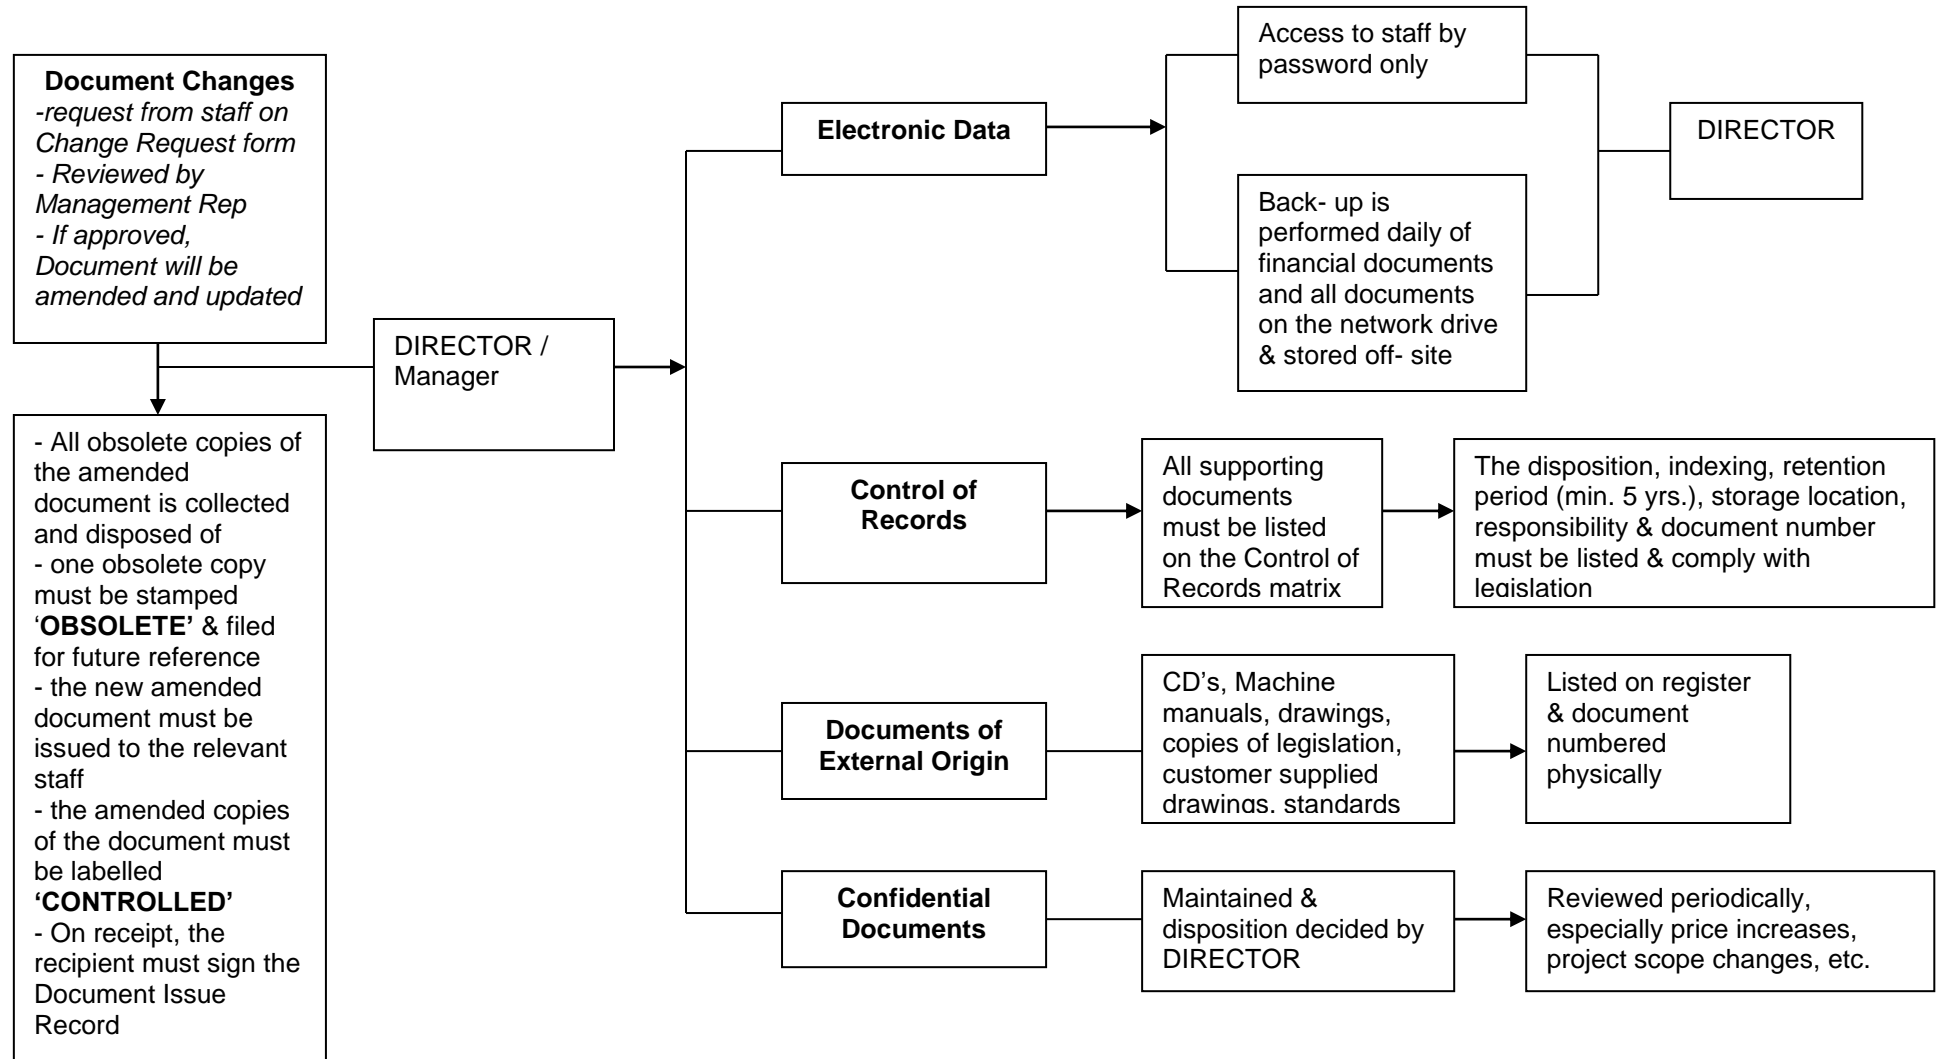 Document Changes
-request from staff on
Change Request form
- Reviewed by
Management Rep
- If approved,
Document will be
amended and updated
- All obsolete copies of
the amended
document is collected
and disposed of
- one obsolete copy
must be stamped
‘OBSOLETE’ & filed
for future reference
- the new amended
document must be
issued to the relevant
staff
- the amended copies
of the document must
be labelled
‘CONTROLLED’
- On receipt, the
recipient must sign the
Document Issue
Record
DIRECTOR /
Manager
Electronic Data
Access to staff by
password only
Back- up is
performed daily of
financial documents
and all documents
on the network drive
& stored off- site
DIRECTOR
Control of
Records
All supporting
documents
must be listed
on the Control of
Records matrix
The disposition, indexing, retention
period (min. 5 yrs.), storage location,
responsibility & document number
must be listed & comply with
legislation
Documents of
External Origin
CD’s, Machine
manuals, drawings,
copies of legislation,
customer supplied
drawings, standards
Listed on register
& document
numbered
physically
Confidential
Documents
Maintained &
disposition decided by
DIRECTOR
Reviewed periodically,
especially price increases,
project scope changes, etc.